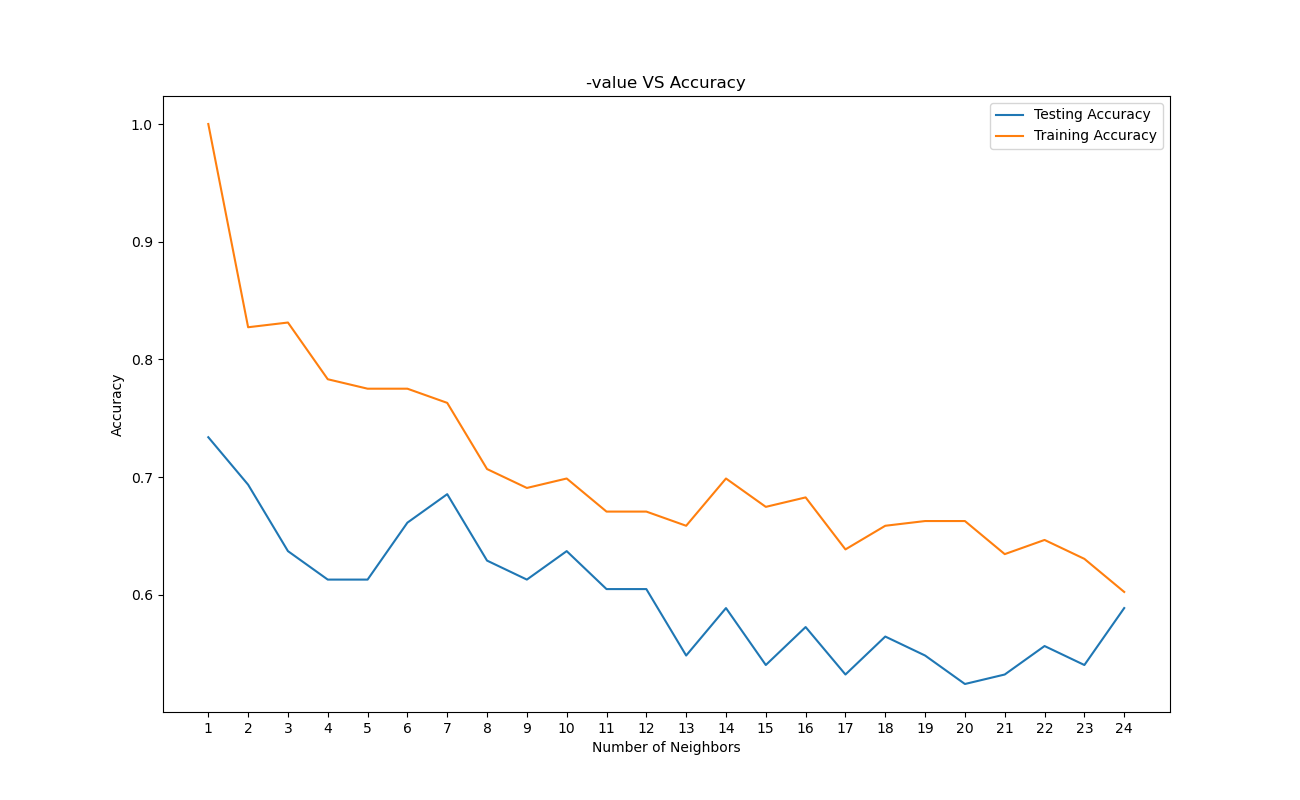 -value VS Accuracy
Testing Accuracy
Training Accuracy
1.0
0.9
0.8
0.7
0.6
Accuracy
1 2 3 4 5 6 7 8 9 10 11 12 13 14 15 16 17 18 19 20 21 22 23 24
Number of Neighbors